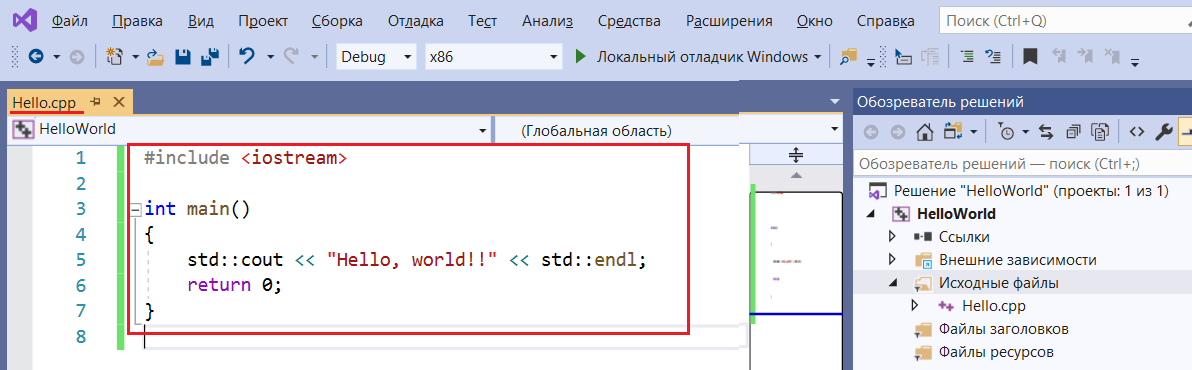 Файл Правка Вид Проект Сборка Отладка Тест Анализ Средства Расширения Окно Справка Поиск (Ctrl+Q)
Debug x86 Локальный отладчик Windows
Hello.cpp
HelloWorld (Глобальная область)
1 #include <iostream>
2
3 int main()
4 {
5 std::cout << "Hello, world!!" << std::endl;
6 return 0;
7 }
8
Обозреватель решений
Обозреватель решений — поиск (Ctrl+;)
Решение "HelloWorld" (проекты: 1 из 1)
HelloWorld
Ссылки
Внешние зависимости
Исходные файлы
Hello.cpp
Файлы заголовков
Файлы ресурсов